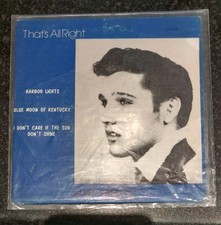 That's All Right
HARBOR LIGHTS
BLUE MOON OF KENTUCKY
I DON'T CARE IF THE SUN
DON'T SHINE